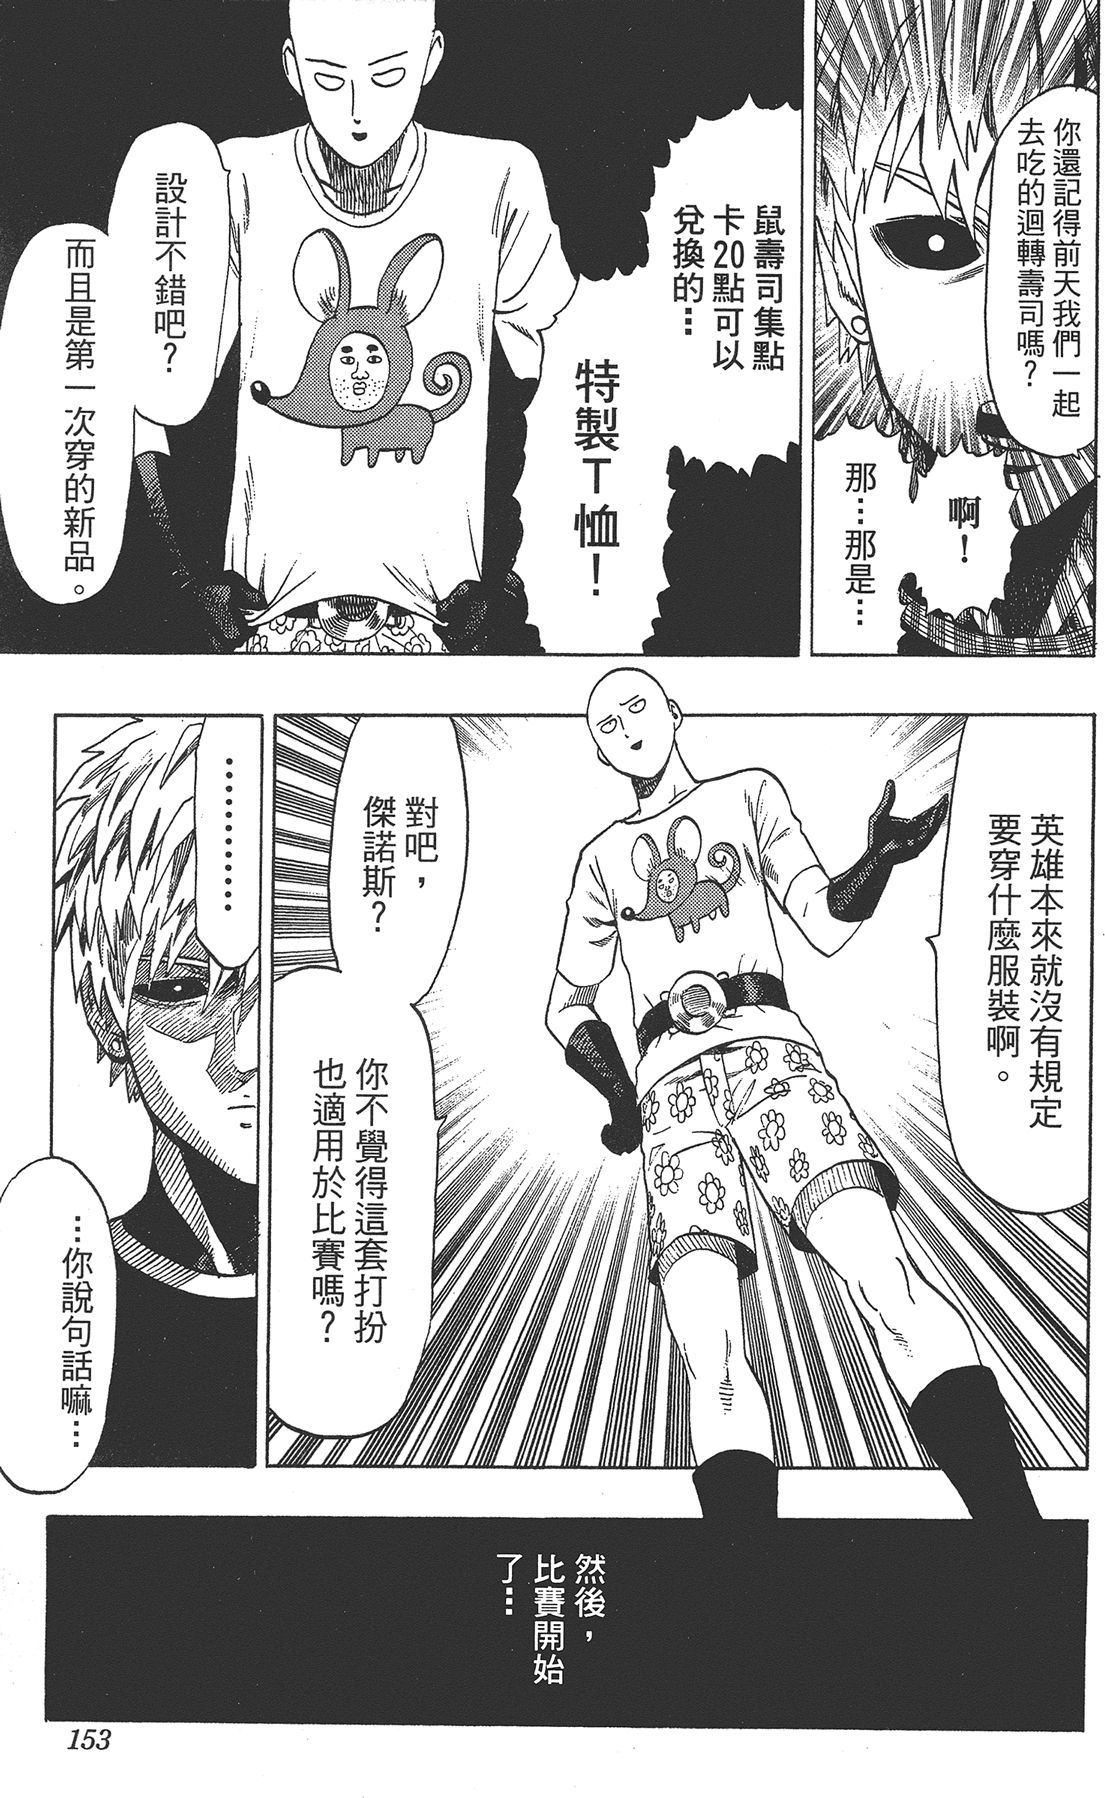 你還記得前天我們一起
去吃的迴轉壽司嗎？
啊！
那…那是…
鼠壽司集點
卡20點可以
兌換的…
特製T恤！
設計不錯吧？
而且是第一次穿的新品。
英雄本來就沒有規定
要穿什麼服裝啊。
對吧，
傑諾斯？
你不覺得這套打扮
也適用於比賽嗎？
…………
…你說句話嘛…
然後，
比賽開始
了…
153